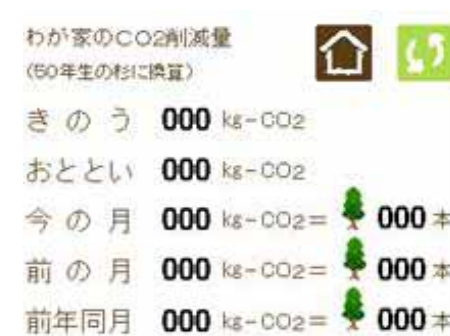 わが家のCO2削減量
(50年生の杉に換算)
きのう 000 kg-CO2
おととい 000 kg-CO2
今の月 000 kg-CO2= 000 本
前の月 000 kg-CO2= 000 本
前年同月 000 kg-CO2= 000 本